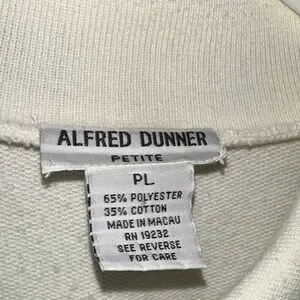 ALFRED DUNNER
PETITE
PL
65% POLYESTER
35% COTTON
MADE IN MACAU
RN 19232
SEE REVERSE
FOR CARE